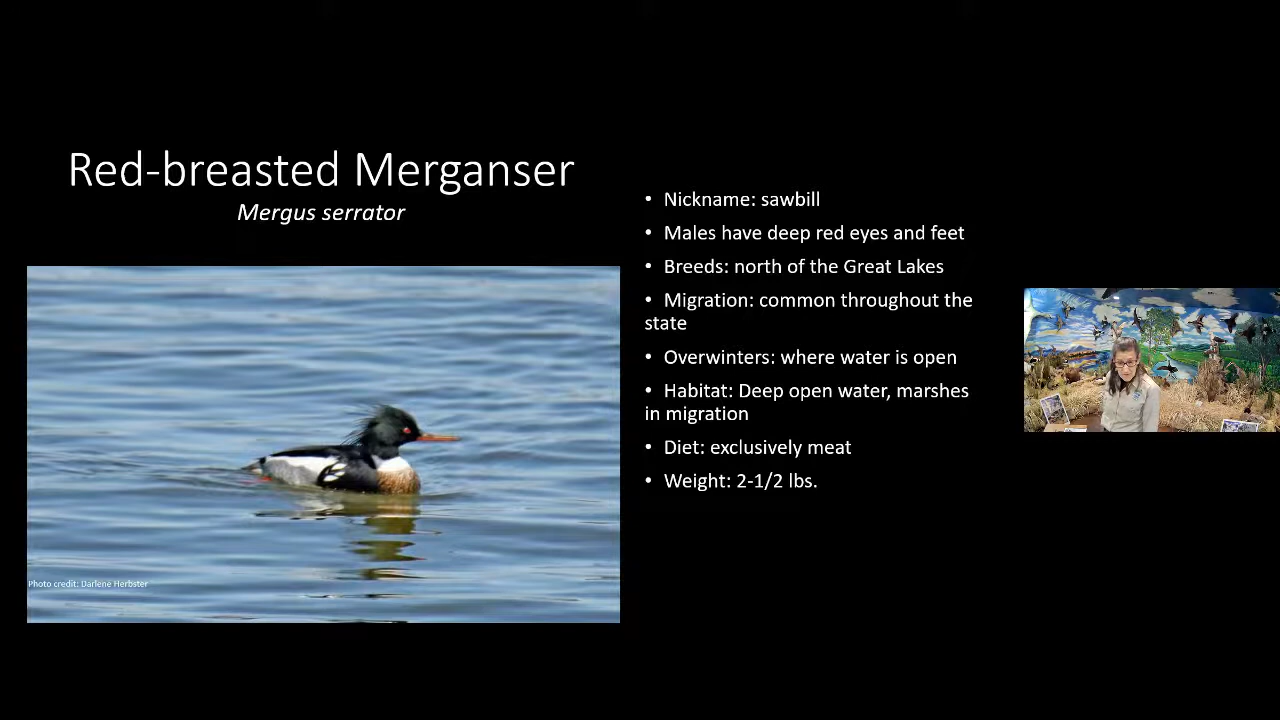 Red-breasted Merganser
Mergus serrator
• Nickname: sawbill
• Males have deep red eyes and feet
• Breeds: north of the Great Lakes
• Migration: common throughout the
state
• Overwinters: where water is open
• Habitat: Deep open water, marshes
in migration
• Diet: exclusively meat
• Weight: 2-1/2 lbs.
Photo credit: Darlene Herbster